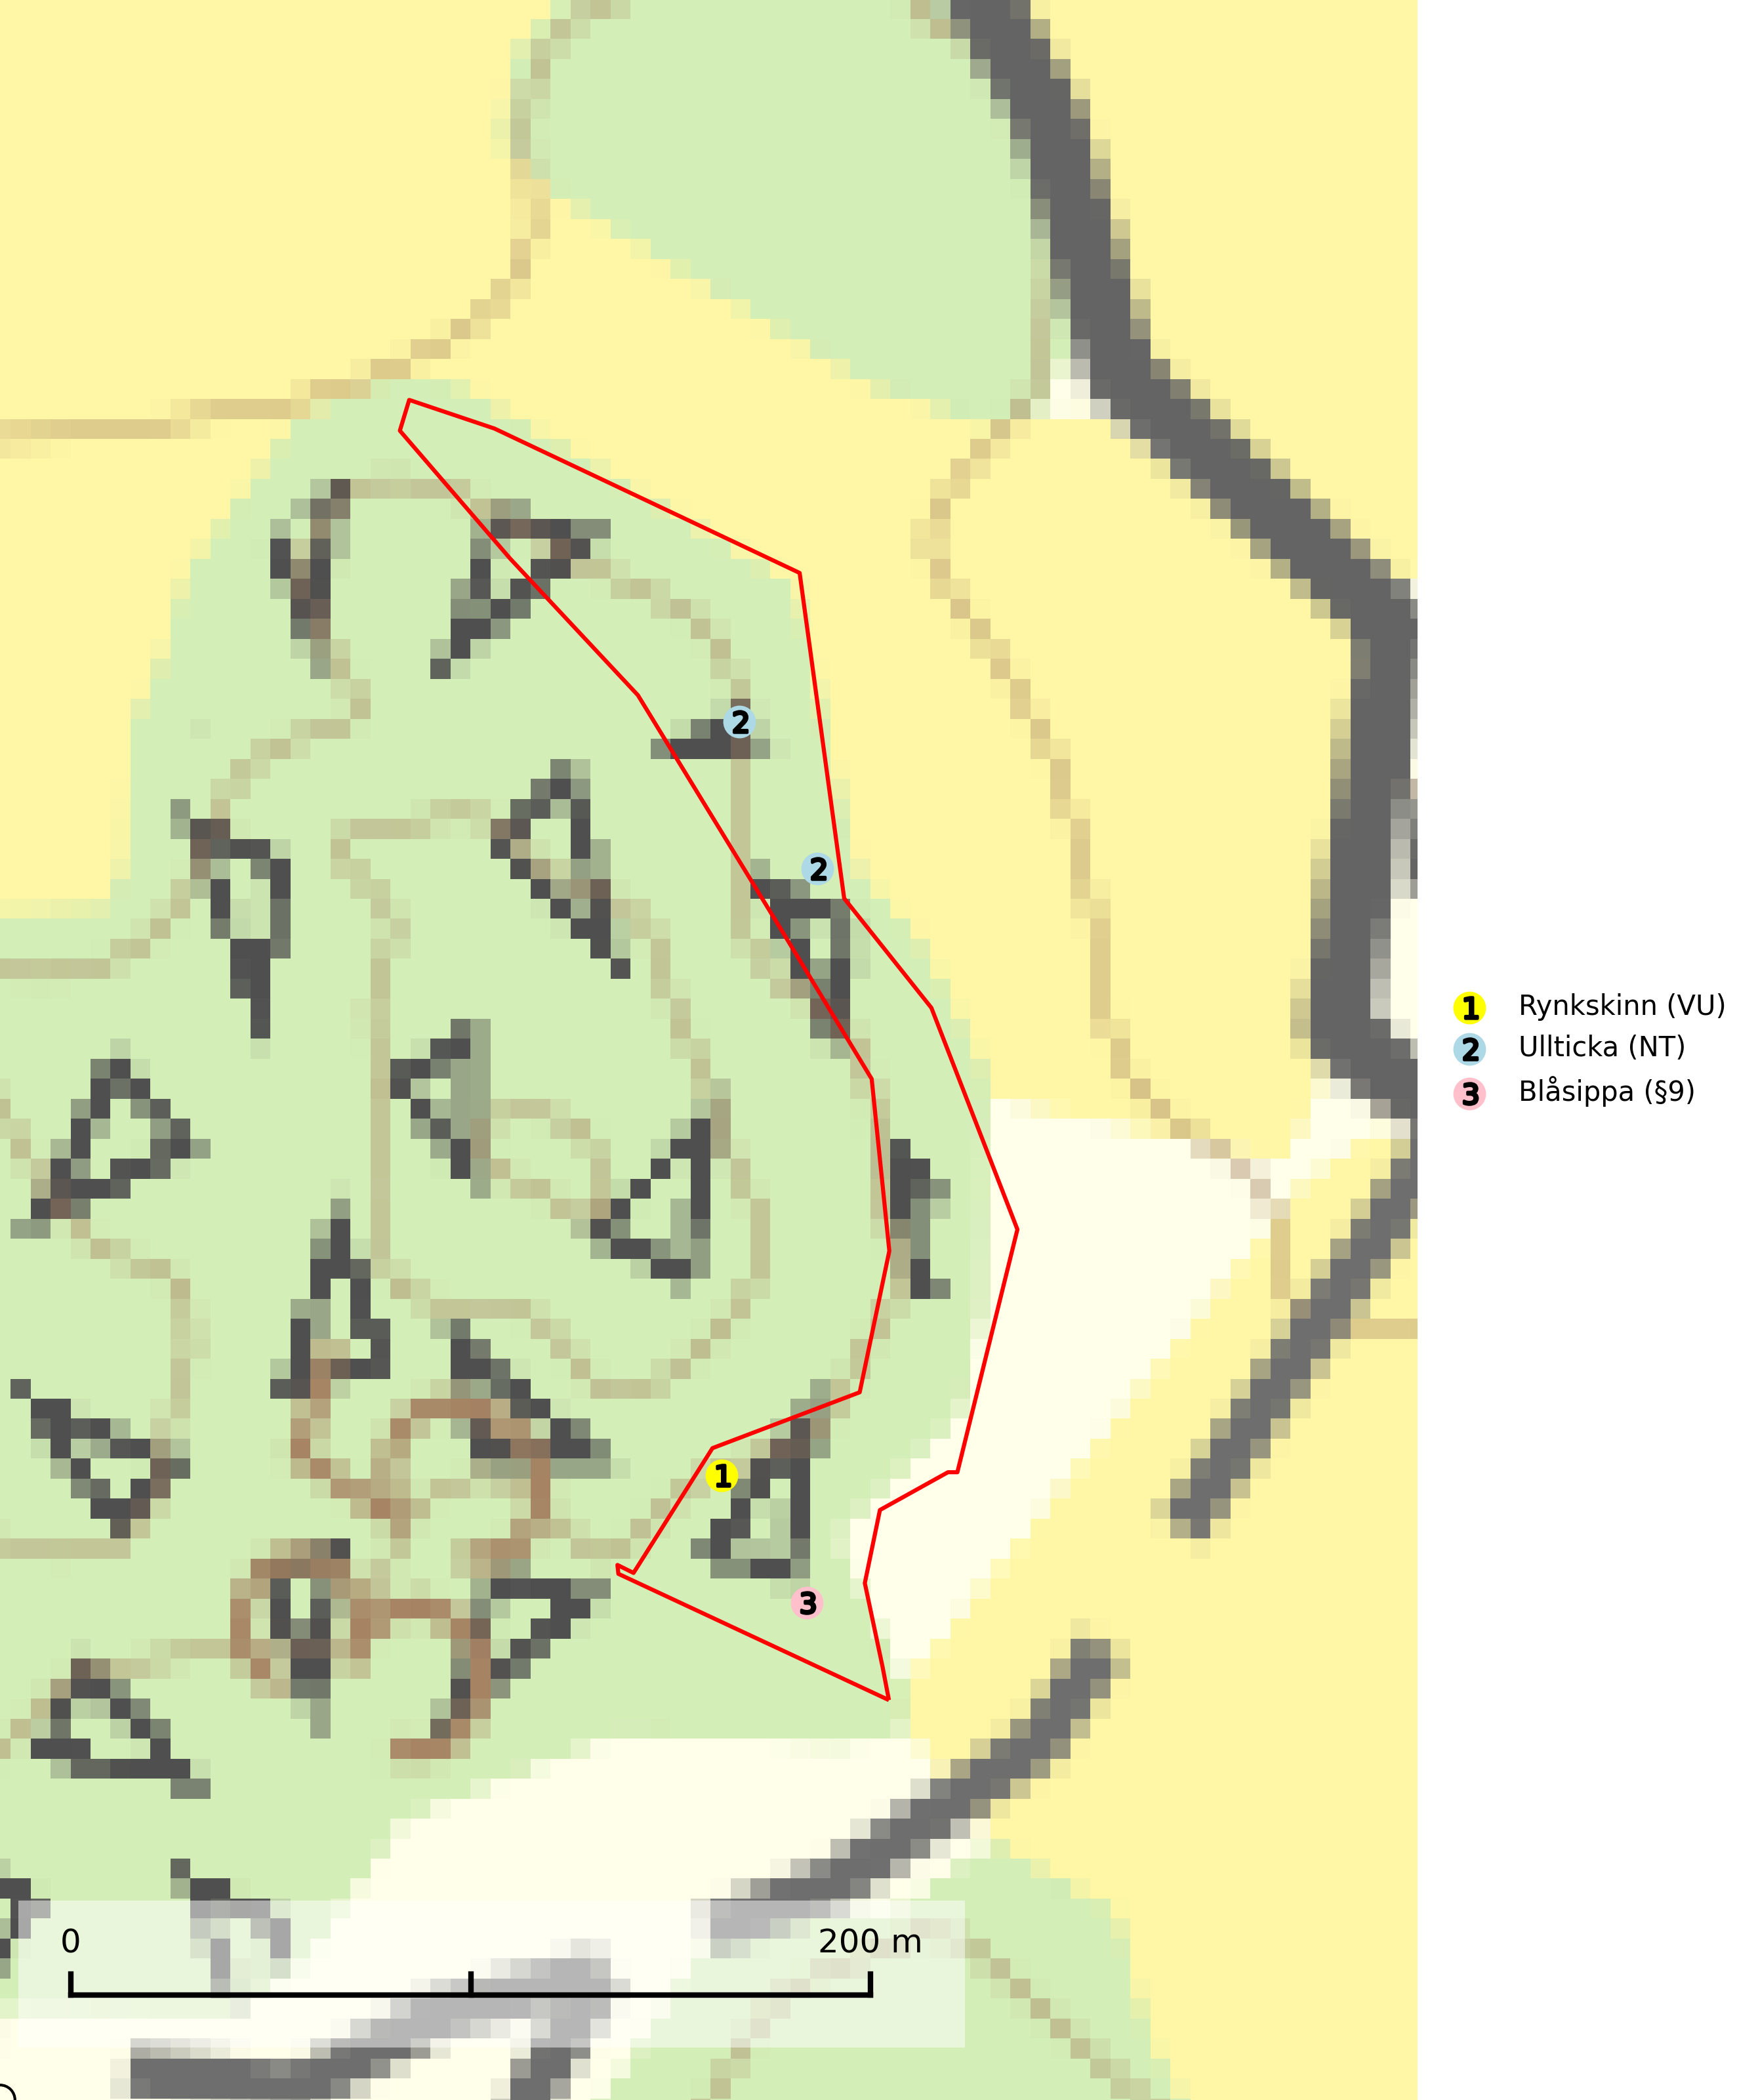 2
2
1 Rynkskinn (VU)
2 Ullticka (NT)
3 Blåsippa (§9)
1
3
0 200 m